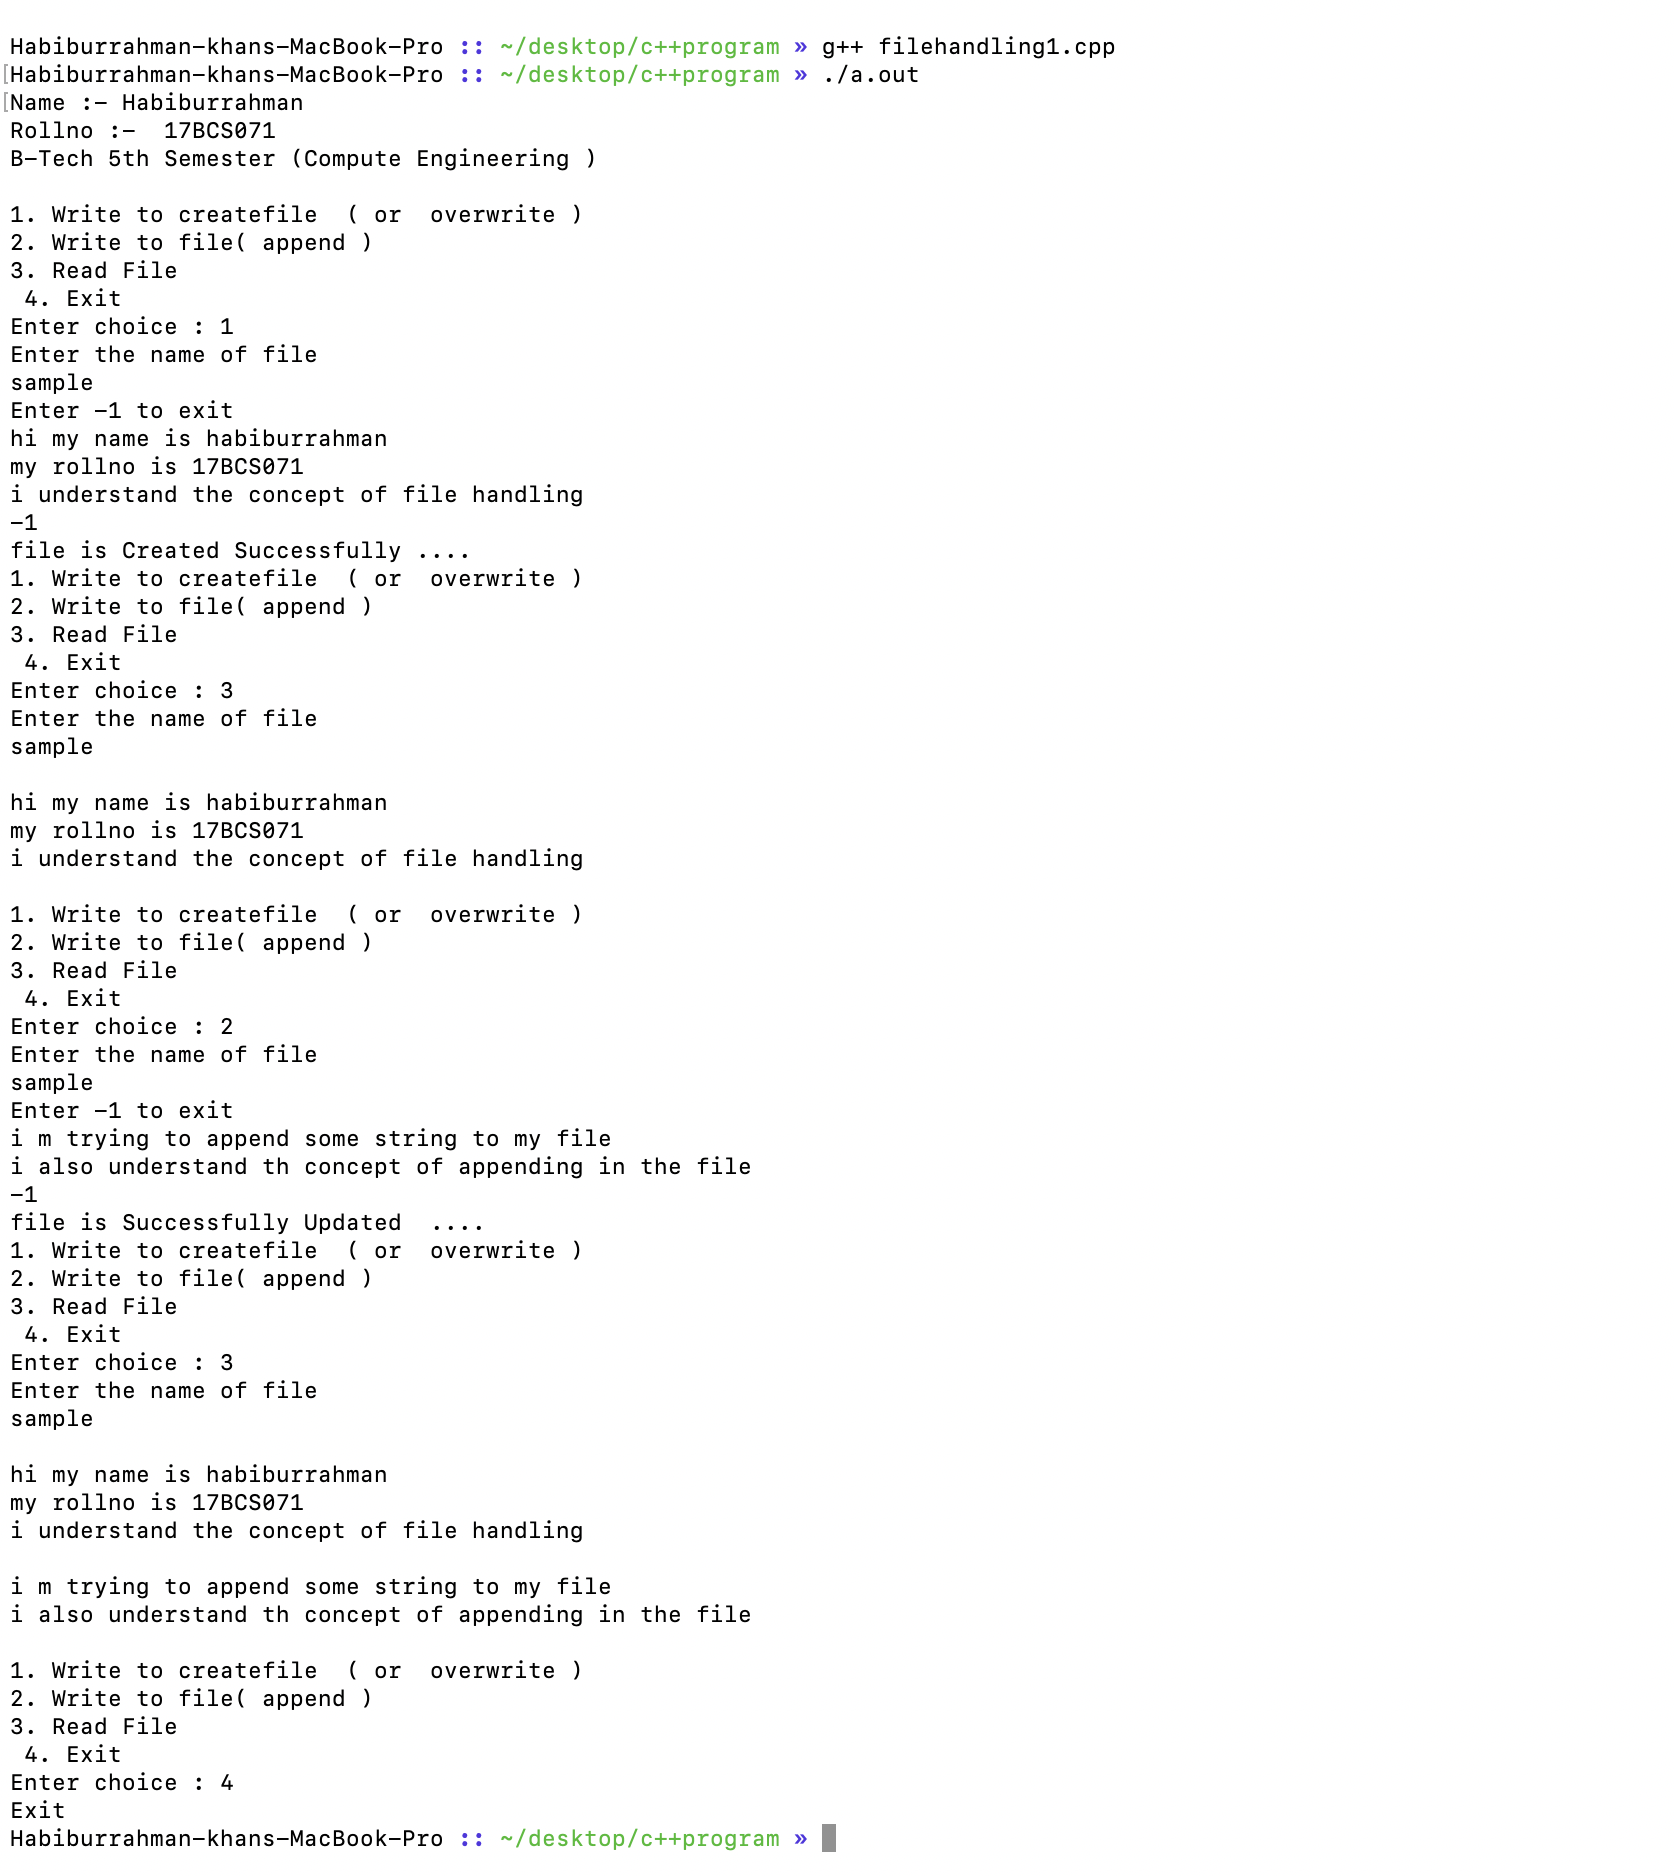 Habiburrahman-khans-MacBook-Pro :: ~/desktop/c++program » g++ filehandling1.cpp
[Habiburrahman-khans-MacBook-Pro :: ~/desktop/c++program » ./a.out
[Name :- Habiburrahman
Rollno :-  17BCS071
B-Tech 5th Semester (Compute Engineering )

1. Write to createfile  ( or  overwrite )
2. Write to file( append )
3. Read File
 4. Exit
Enter choice : 1
Enter the name of file
sample
Enter -1 to exit
hi my name is habiburrahman
my rollno is 17BCS071
i understand the concept of file handling
-1
file is Created Successfully ....
1. Write to createfile  ( or  overwrite )
2. Write to file( append )
3. Read File
 4. Exit
Enter choice : 3
Enter the name of file
sample

hi my name is habiburrahman
my rollno is 17BCS071
i understand the concept of file handling

1. Write to createfile  ( or  overwrite )
2. Write to file( append )
3. Read File
 4. Exit
Enter choice : 2
Enter the name of file
sample
Enter -1 to exit
i m trying to append some string to my file
i also understand th concept of appending in the file
-1
file is Successfully Updated  ....
1. Write to createfile  ( or  overwrite )
2. Write to file( append )
3. Read File
 4. Exit
Enter choice : 3
Enter the name of file
sample

hi my name is habiburrahman
my rollno is 17BCS071
i understand the concept of file handling

i m trying to append some string to my file
i also understand th concept of appending in the file

1. Write to createfile  ( or  overwrite )
2. Write to file( append )
3. Read File
 4. Exit
Enter choice : 4
Exit
Habiburrahman-khans-MacBook-Pro :: ~/desktop/c++program »